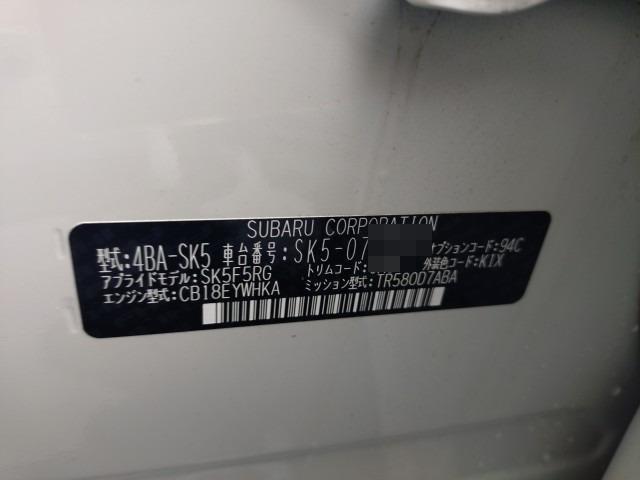 SUBARU CORPORATION
型式:4BA-SK5 車台番号:SK5-07 オプションコード:94C
アプライドモデル:SK5F5RG トリムコード: 外装色コード:K1X
エンジン型式:CB18EYWHKA ミッション型式:TR580D7ABA